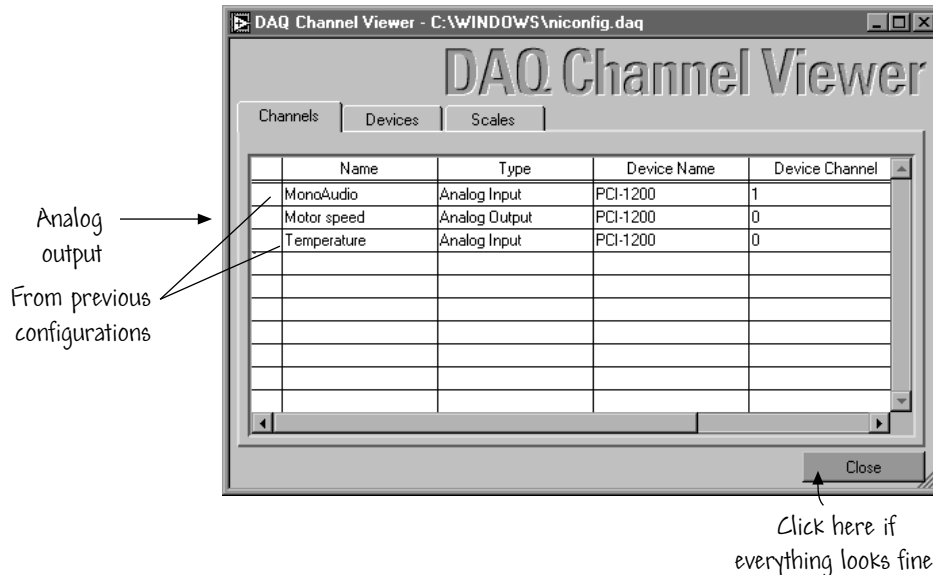 DAQ Channel Viewer - C:\WINDOWS\niconfig.daq
DAQ Channel Viewer
Channels Devices Scales
Name Type Device Name Device Channel
MonoAudio Analog Input PCI-1200 1
Motor speed Analog Output PCI-1200 0
Temperature Analog Input PCI-1200 0
Analog
output
From previous
configurations
Close
Click here if
everything looks fine